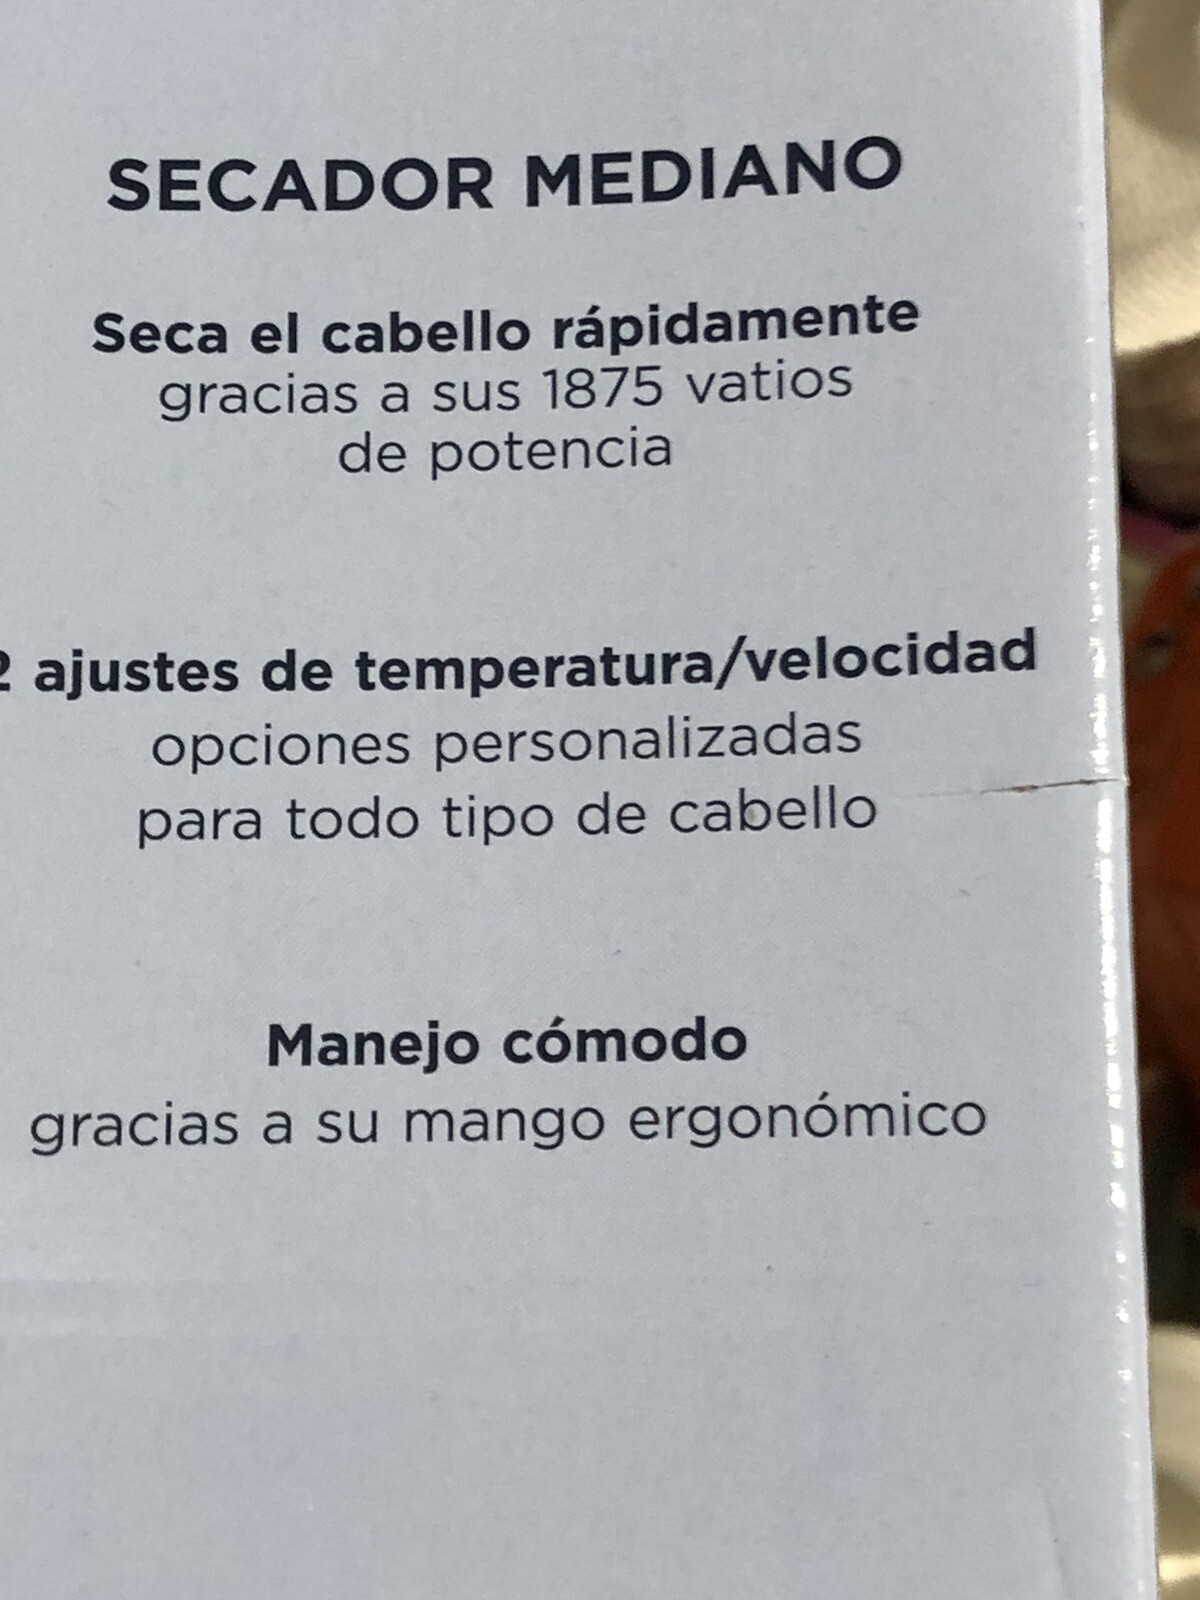 SECADOR MEDIANO
Seca el cabello rápidamente
gracias a sus 1875 vatios
de potencia
2 ajustes de temperatura/velocidad
opciones personalizadas
para todo tipo de cabello
Manejo cómodo
gracias a su mango ergonómico